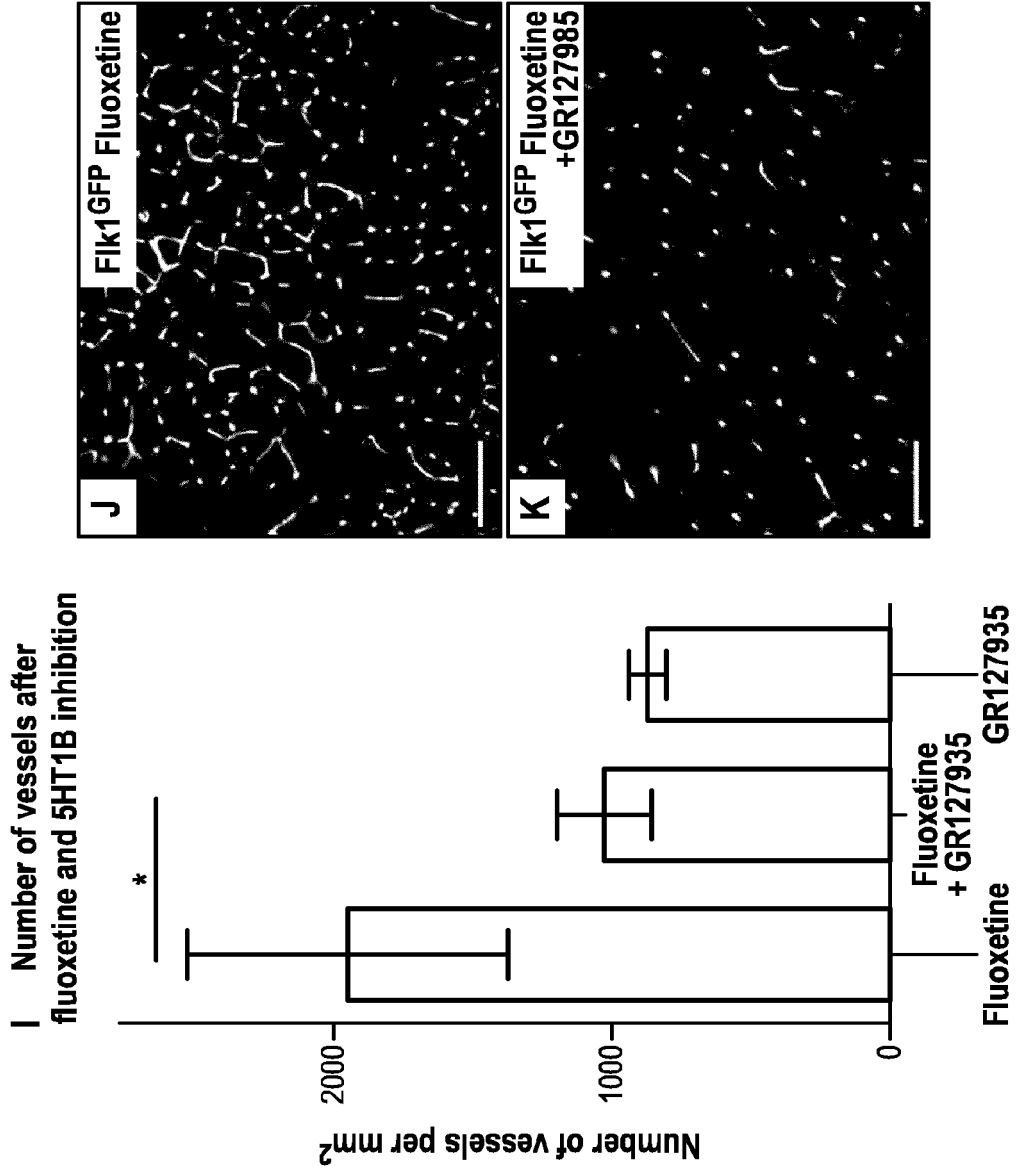 I Number of vessels after
fluoxetine and 5HT1B inhibition
Number of vessels per mm²
2000
1000
0
*
Fluoxetine
Fluoxetine
+ GR127935
GR127935
J
Flk1GFP Fluoxetine
K
Flk1GFP Fluoxetine
+GR127985